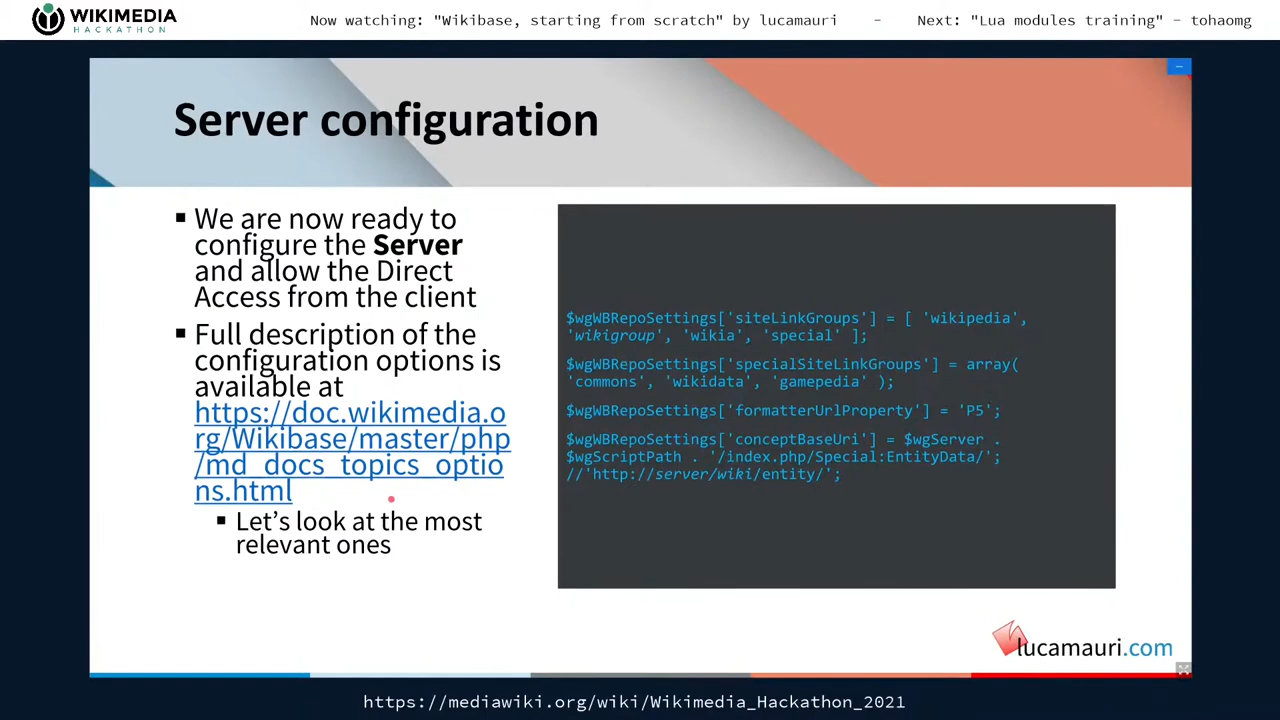 WIKIMEDIA
HACKATHON
Now watching: "Wikibase, starting from scratch" by lucamauri - Next: "Lua modules training" - tohaomg
Server configuration
▪ We are now ready to
configure the Server
and allow the Direct
Access from the client
▪ Full description of the
configuration options is
available at
https://doc.wikimedia.o
rg/Wikibase/master/php
/md_docs_topics_optio
ns.html
▪ Let's look at the most
relevant ones
$wgWBRepoSettings['siteLinkGroups'] = [ 'wikipedia',
'wikigroup', 'wikia', 'special' ];
$wgWBRepoSettings['specialSiteLinkGroups'] = array(
'commons', 'wikidata', 'gamepedia' );
$wgWBRepoSettings['formatterUrlProperty'] = 'P5';
$wgWBRepoSettings['conceptBaseUri'] = $wgServer .
$wgScriptPath . '/index.php/Special:EntityData/';
//'http://server/wiki/entity/';
lucamauri.com
https://mediawiki.org/wiki/Wikimedia_Hackathon_2021